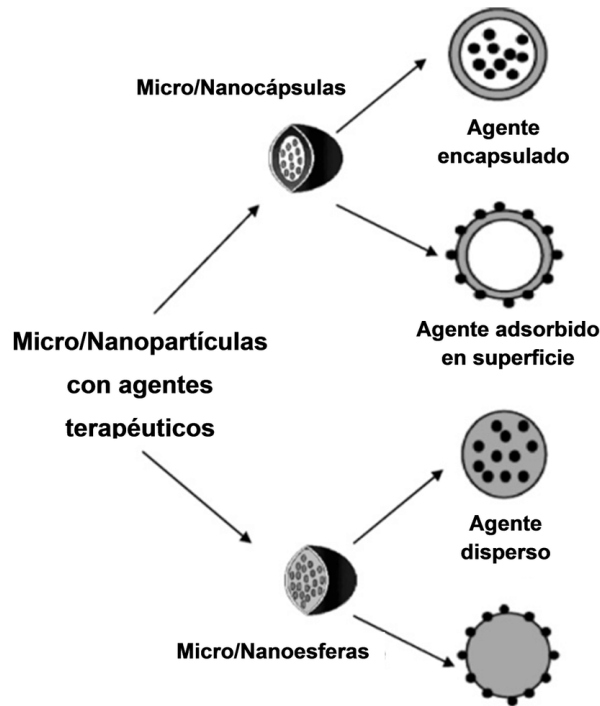 Micro/Nanocápsulas
Agente
encapsulado
Agente adsorbido
en superficie
Micro/Nanopartículas
con agentes
terapéuticos
Agente
disperso
Micro/Nanoesferas